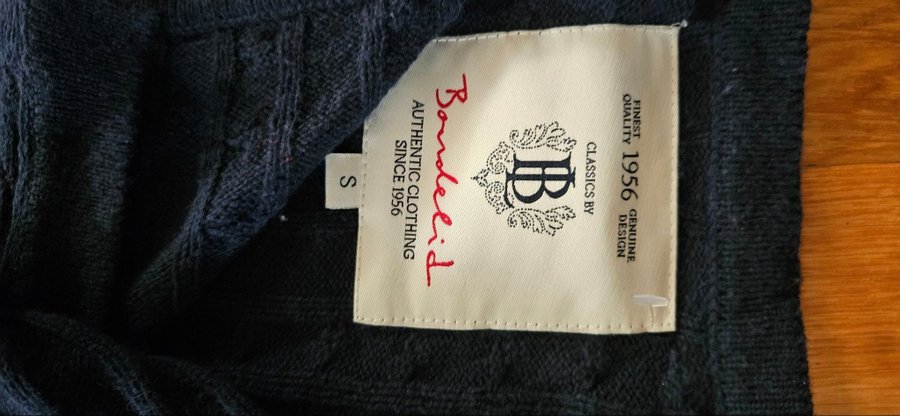 FINEST QUALITY 1956 GENUINE DESIGN
CLASSICS BY
BL
Bondelid
AUTHENTIC CLOTHING
SINCE 1956
S